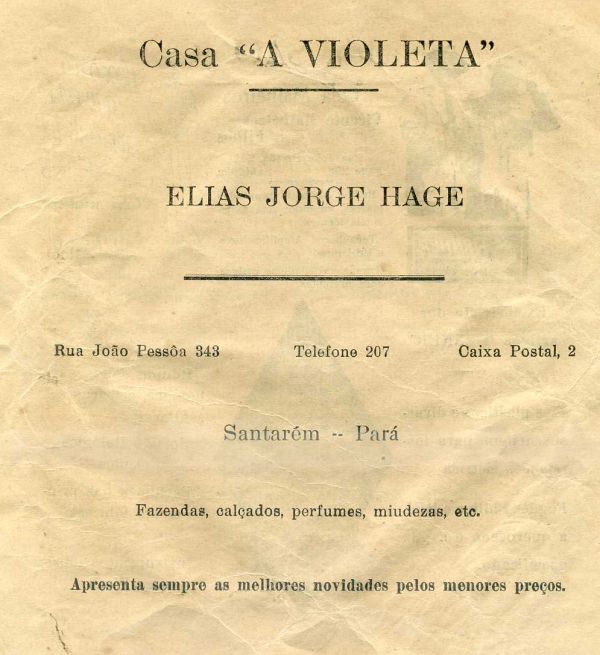 Casa “A VIOLETA”
ELIAS JORGE HAGE
Rua João Pessôa 343 Telefone 207 Caixa Postal, 2
Santarém -- Pará
Fazendas, calçados, perfumes, miudezas, etc.
Apresenta sempre as melhores novidades pelos menores preços.